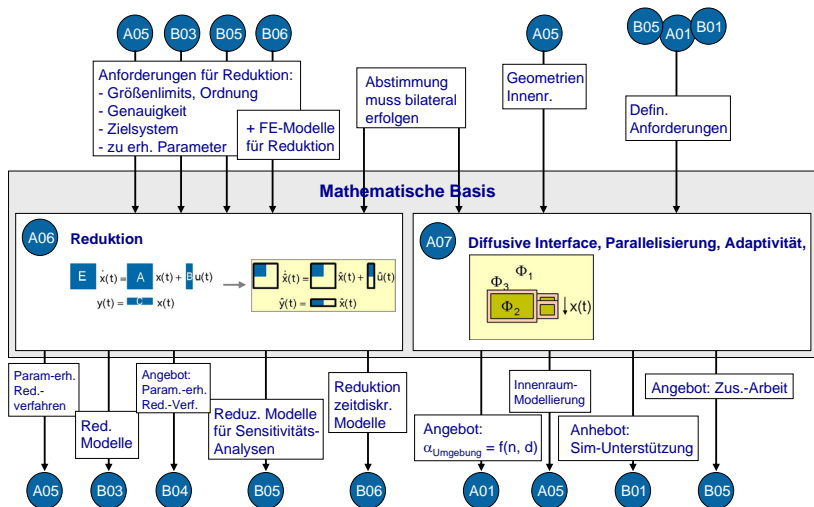 A05 B03 B05 B06 A05 B05 A01 B01
Anforderungen für Reduktion:
- Größenlimits, Ordnung
- Genauigkeit
- Zielsystem
- zu erh. Parameter
+ FE-Modelle
für Reduktion
Abstimmung
muss bilateral
erfolgen
Geometrien
Innenr.
Defin.
Anforderungen
Mathematische Basis
A06
Reduktion
E ẋ(t) = A x(t) + B u(t)
y(t) = C x(t)
x̂̇(t) = x̂(t) + û(t)
ŷ(t) = x̂(t)
A07
Diffusive Interface, Parallelisierung, Adaptivität,
Φ1
Φ3
Φ2
x(t)
Param-erh.
Red.-
verfahren
Red.
Modelle
Angebot:
Param.-erh.
Red.-Verf.
Reduz. Modelle
für Sensitivitäts-
Analysen
Reduktion
zeitdiskr.
Modelle
Angebot:
αUmgebung = f(n, d)
Innenraum-
Modellierung
Anhebot:
Sim-Unterstützung
Angebot: Zus.-Arbeit
A05 B03 B04 B05 B06 A01 A05 B01 B05